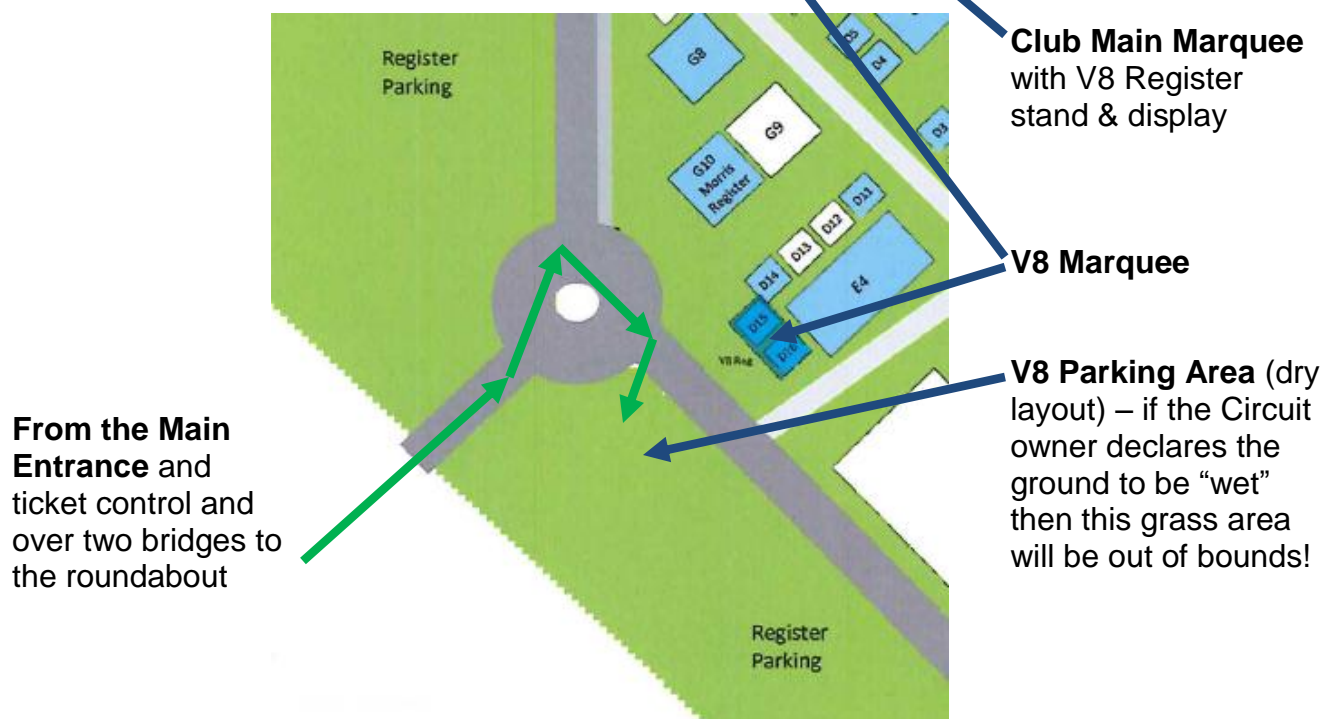 Register
Parking
G8
D5
D4
D3
G9
G10
Morris
Register
D11
D12
D13
D14
E4
D15
D16
V8 Reg
Club Main Marquee
with V8 Register
stand & display
V8 Marquee
V8 Parking Area (dry
layout) – if the Circuit
owner declares the
ground to be “wet”
then this grass area
will be out of bounds!
From the Main
Entrance and
ticket control and
over two bridges to
the roundabout
Register
Parking